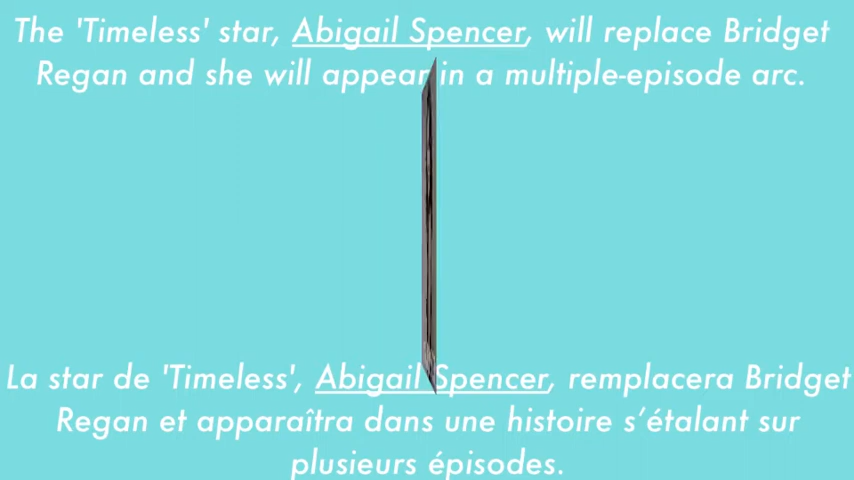 The 'Timeless' star, Abigail Spencer, will replace Bridget
Regan and she will appear in a multiple-episode arc.
La star de 'Timeless', Abigail Spencer, remplacera Bridget
Regan et apparaîtra dans une histoire s'étalant sur
plusieurs épisodes.